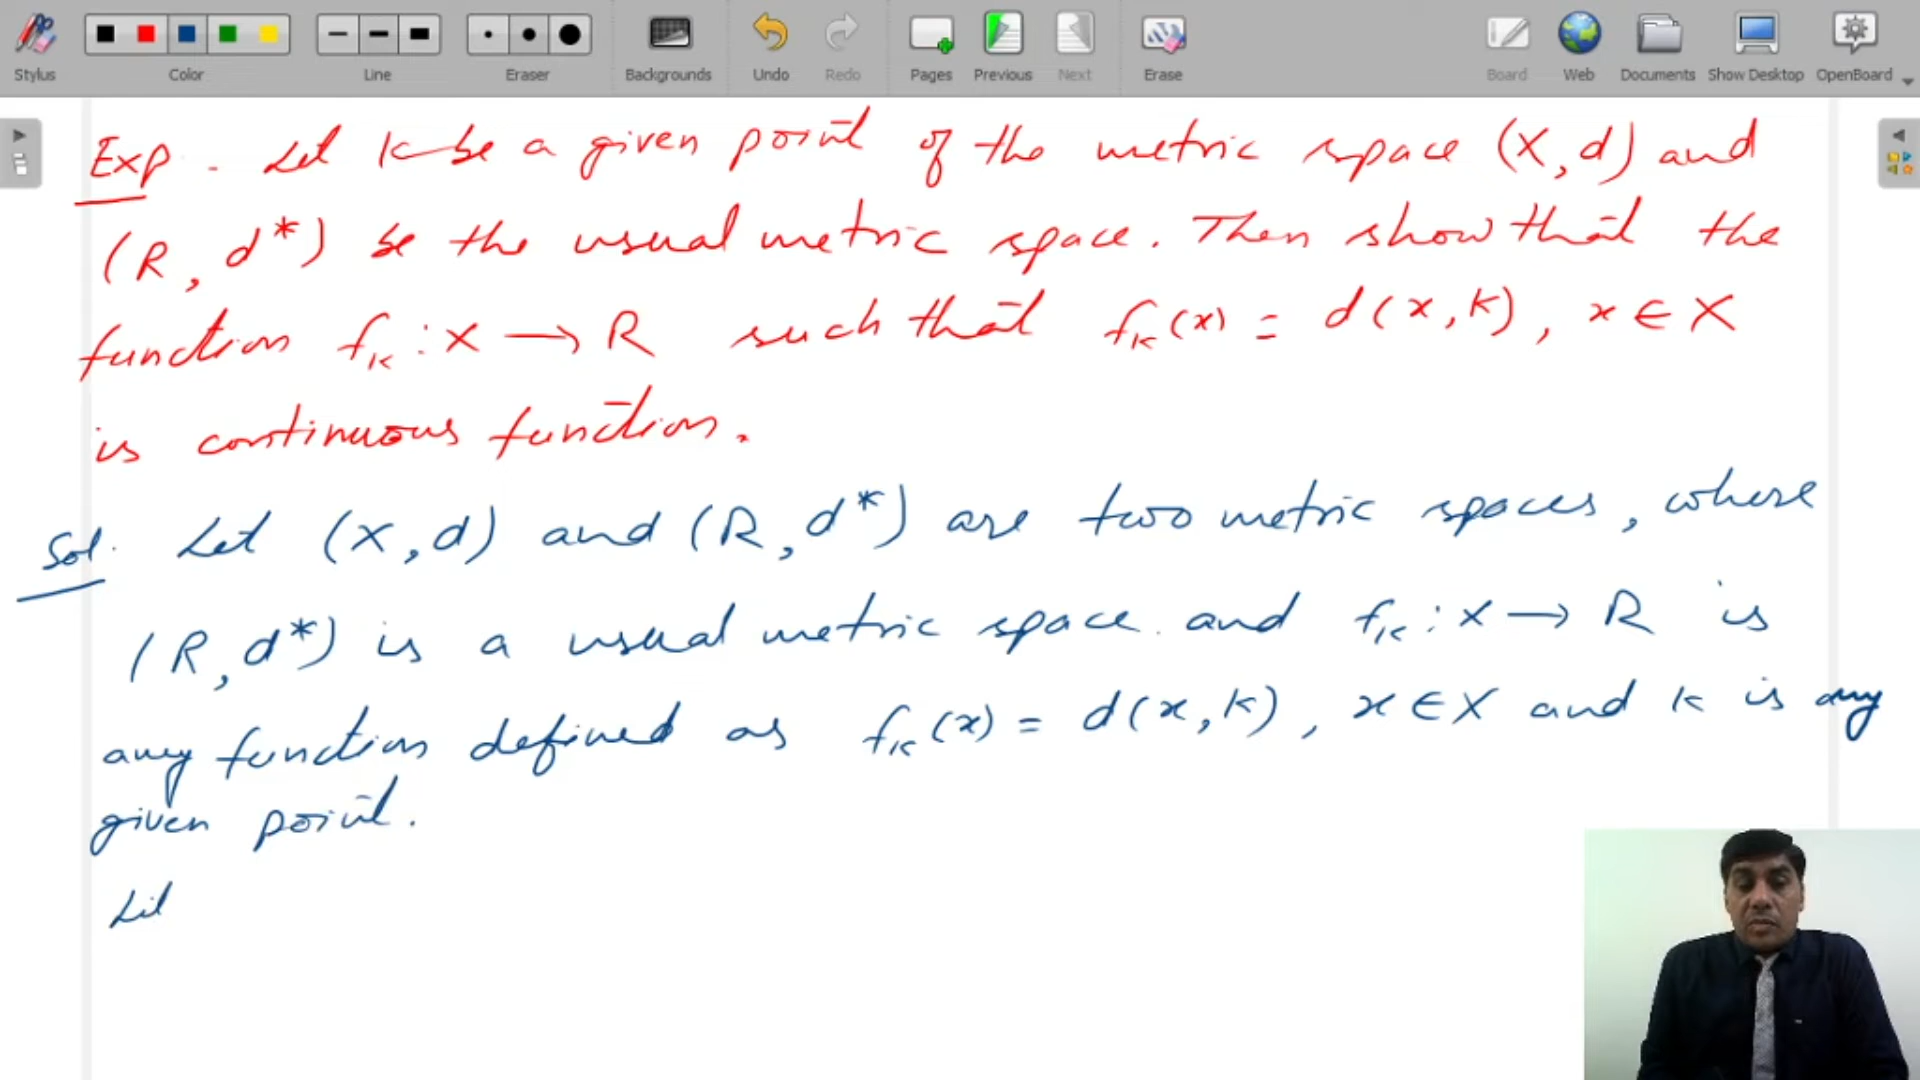 Stylus Color Line Eraser Backgrounds Undo Redo Pages Previous Next Erase Board Web Documents Show Desktop OpenBoard
Exp. Let k be a given point of the metric space (X, d) and
(R, d*) be the usual metric space. Then show that the
function fₖ : X → R such that fₖ(x) = d(x, k), x ∈ X
is continuous function.
Sol. Let (X, d) and (R, d*) are two metric spaces, where
(R, d*) is a usual metric space. and fₖ : X → R is
any function defined as fₖ(x) = d(x, k), x ∈ X and k is any
given point.
Let